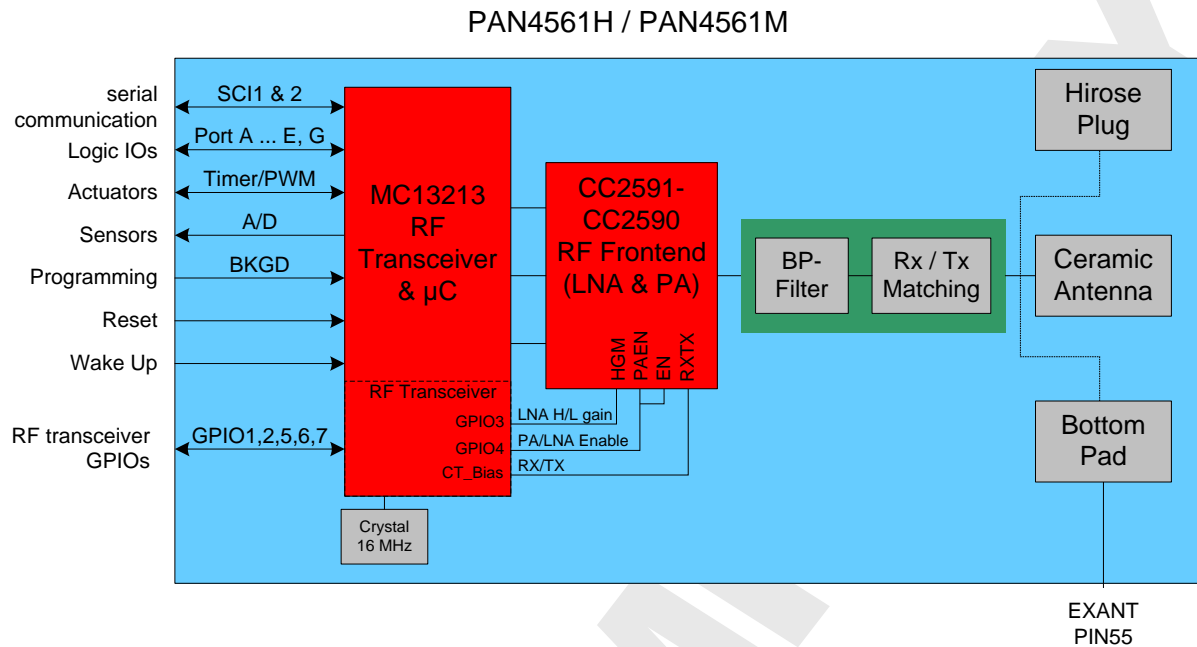 PAN4561H / PAN4561M
serial
communication
SCI1 & 2
Logic IOs
Port A ... E, G
Actuators
Timer/PWM
Sensors
A/D
Programming
BKGD
Reset
Wake Up
RF transceiver
GPIOs
GPIO1,2,5,6,7
MC13213
RF
Transceiver
& µC
RF Transceiver
GPIO3
GPIO4
CT_Bias
LNA H/L gain
PA/LNA Enable
RX/TX
Crystal
16 MHz
CC2591-
CC2590
RF Frontend
(LNA & PA)
HGM
PAEN
EN
RXTX
BP-
Filter
Rx / Tx
Matching
Hirose
Plug
Ceramic
Antenna
Bottom
Pad
EXANT
PIN55